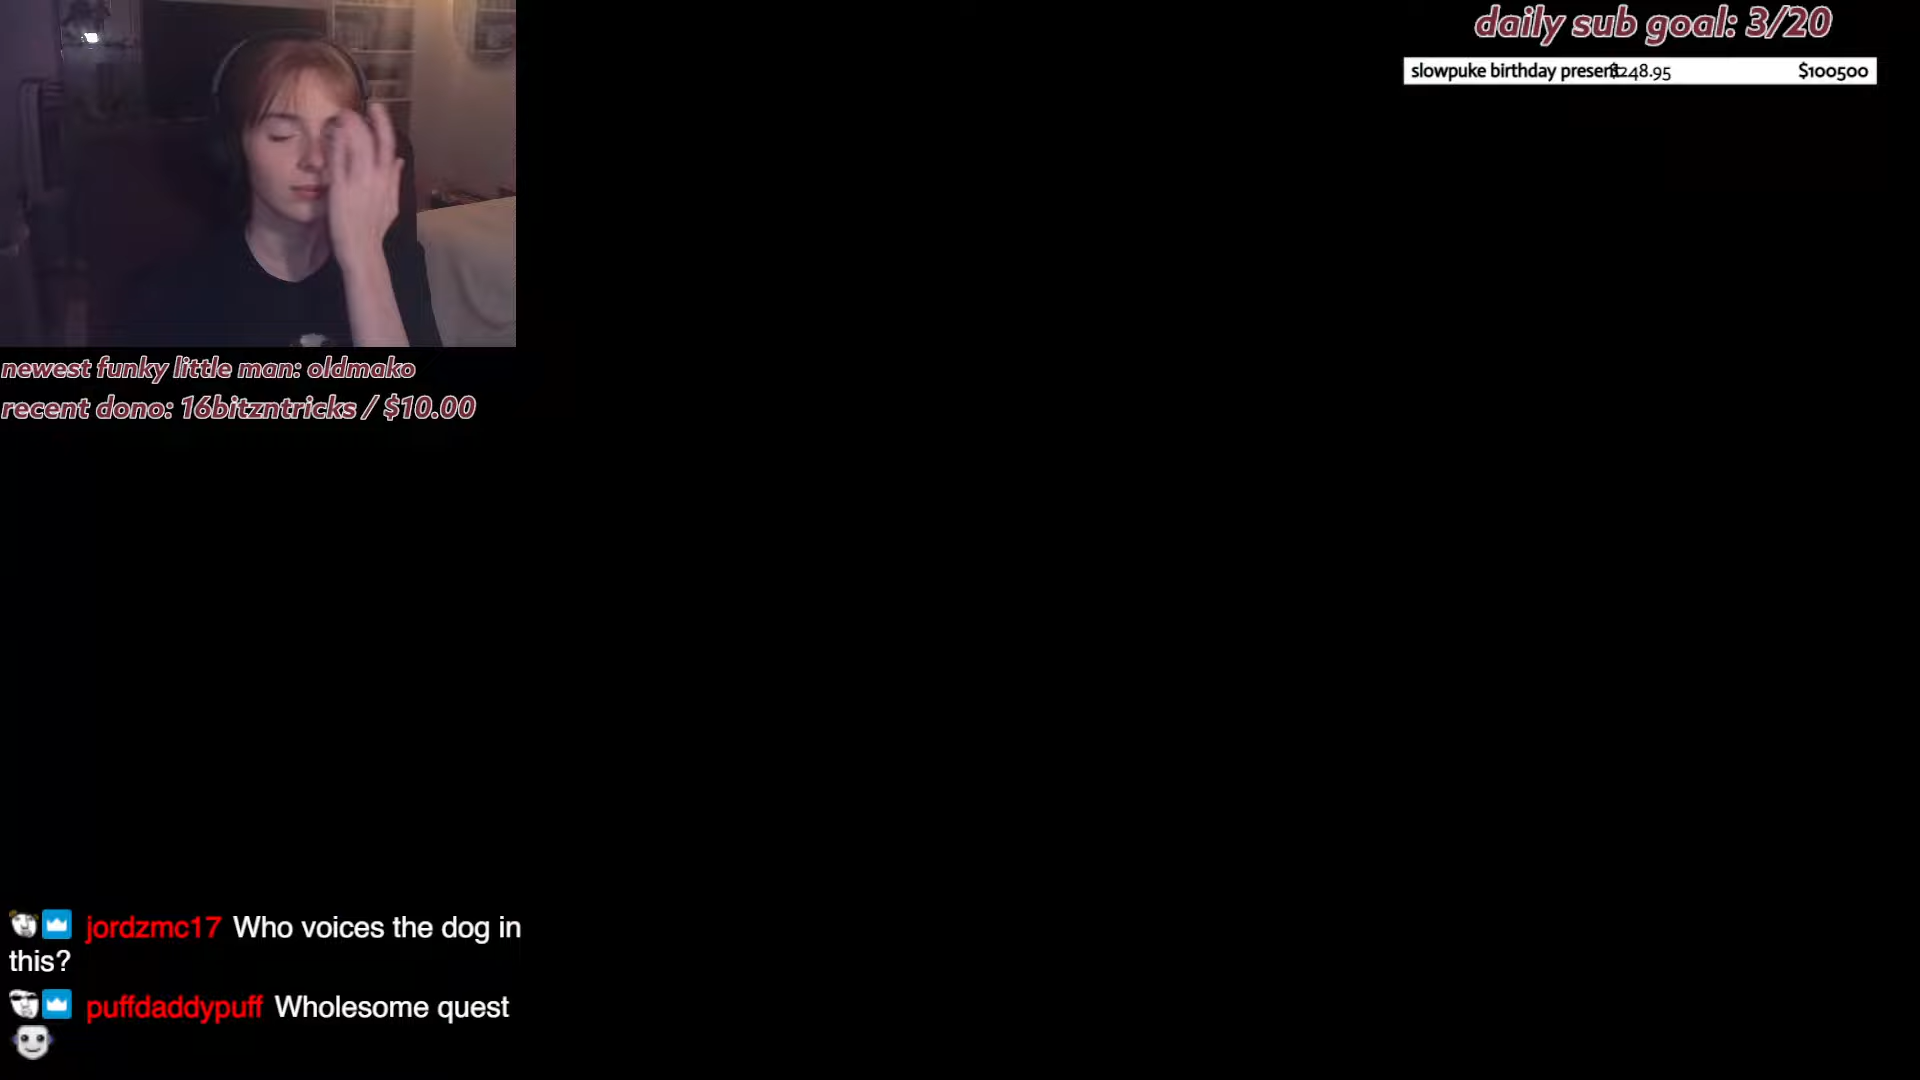 daily sub goal: 3/20
slowpuke birthday present $248.95 $100500
newest funky little man: oldmako
recent dono: 16bitzntricks / $10.00
jordzmc17 Who voices the dog in
this?
puffdaddypuff Wholesome quest